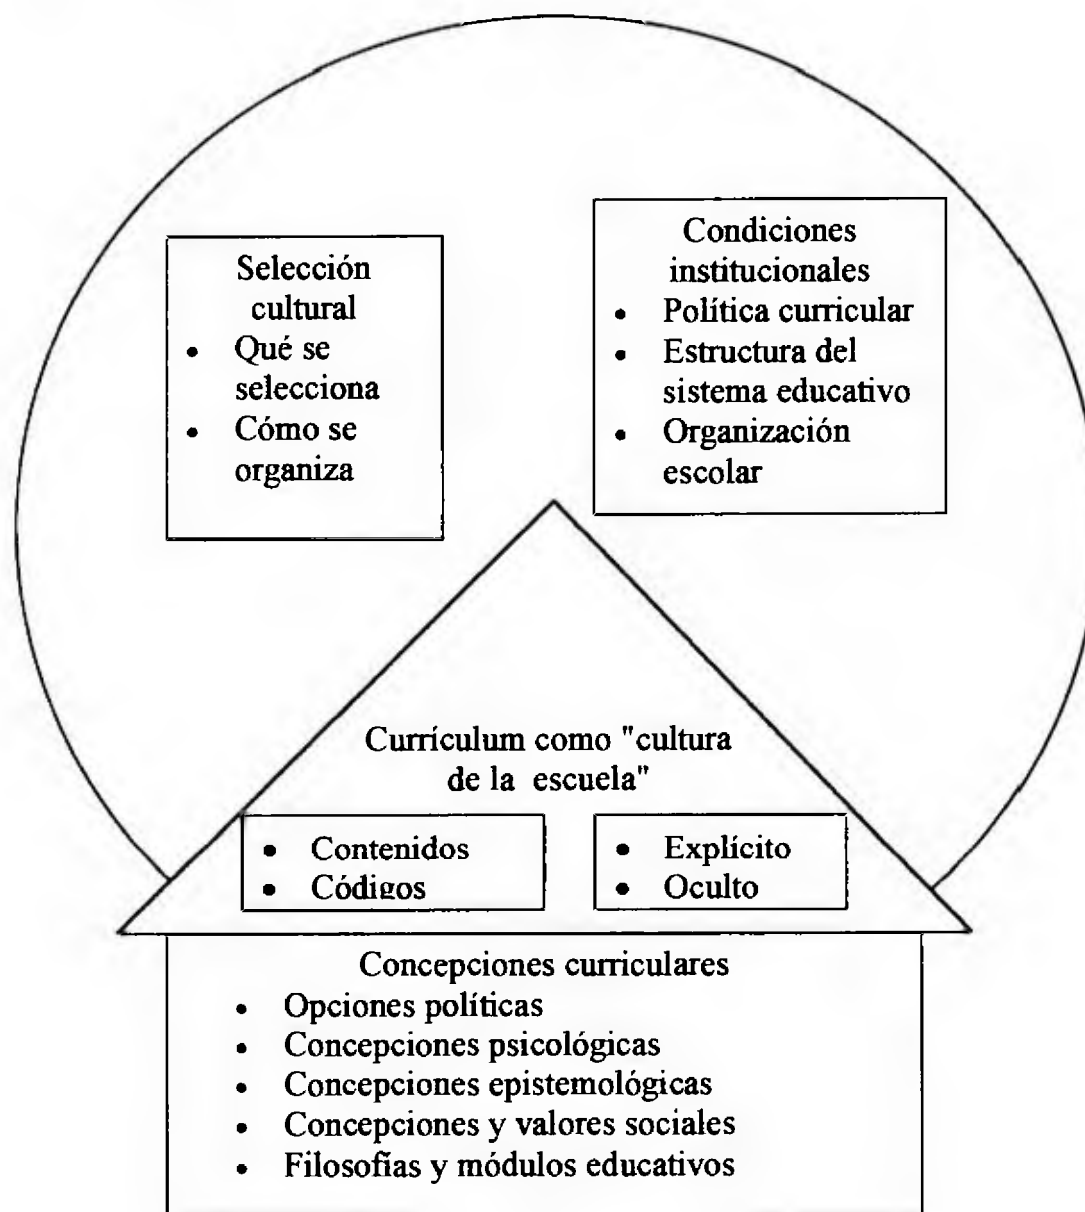 Selección
cultural
• Qué se
selecciona
• Cómo se
organiza
Condiciones
institucionales
• Política curricular
• Estructura del
sistema educativo
• Organización
escolar
Currículum como "cultura
de la escuela"
• Contenidos
• Códigos
• Explícito
• Oculto
Concepciones curriculares
• Opciones políticas
• Concepciones psicológicas
• Concepciones epistemológicas
• Concepciones y valores sociales
• Filosofías y módulos educativos